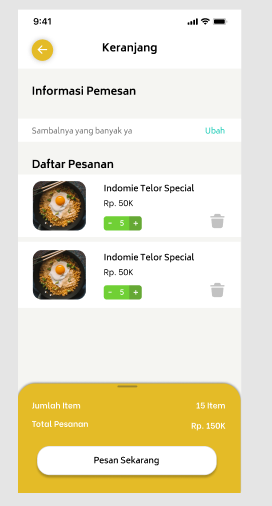 9:41
Keranjang
Informasi Pemesan
Sambalnya yang banyak ya Ubah
Daftar Pesanan
Indomie Telor Special
Rp. 50K
- 5 +
Indomie Telor Special
Rp. 50K
- 5 +
Jumlah Item 15 Item
Total Pesanan Rp. 150K
Pesan Sekarang